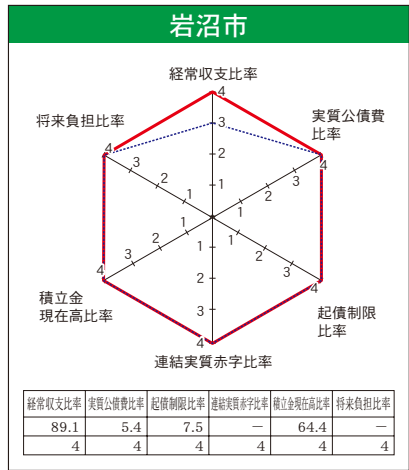 岩沼市
経常収支比率
実質公債費
比率
起債制限
比率
連結実質赤字比率
積立金
現在高比率
将来負担比率
4
3
2
1
4
3
2
1
4
3
2
1
4
3
2
1
4
3
2
1
4
3
2
1
経常収支比率 実質公債費比率 起債制限比率 連結実質赤字比率 積立金現在高比率 将来負担比率
89.1 5.4 7.5 － 64.4 －
4 4 4 4 4 4